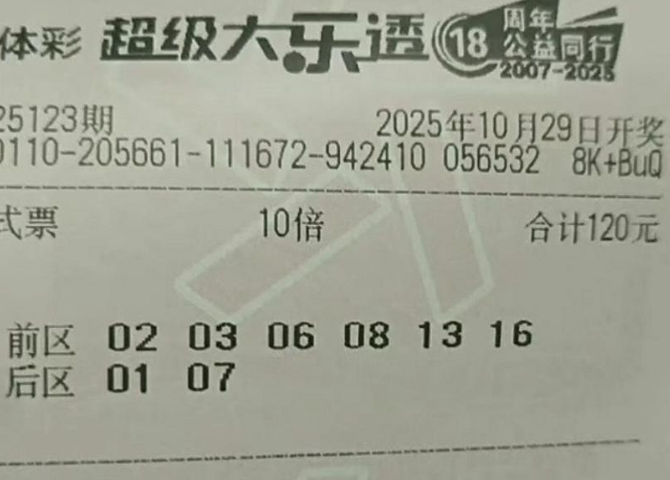 体彩 超级大乐透 18 周年 公益同行 2007-2025
25123期 2025年10月29日开奖
0110-205661-111672-942410 056532 8K+BuQ
式票 10倍 合计120元
前区 02 03 06 08 13 16
后区 01 07